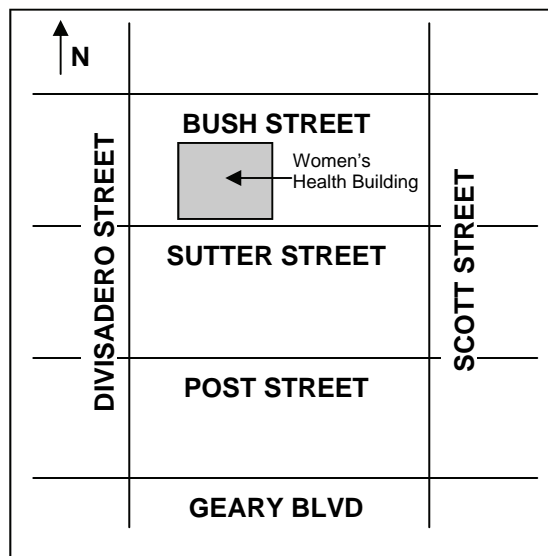 N
BUSH STREET
Women's
Health Building
DIVISADERO STREET
SUTTER STREET
SCOTT STREET
POST STREET
GEARY BLVD